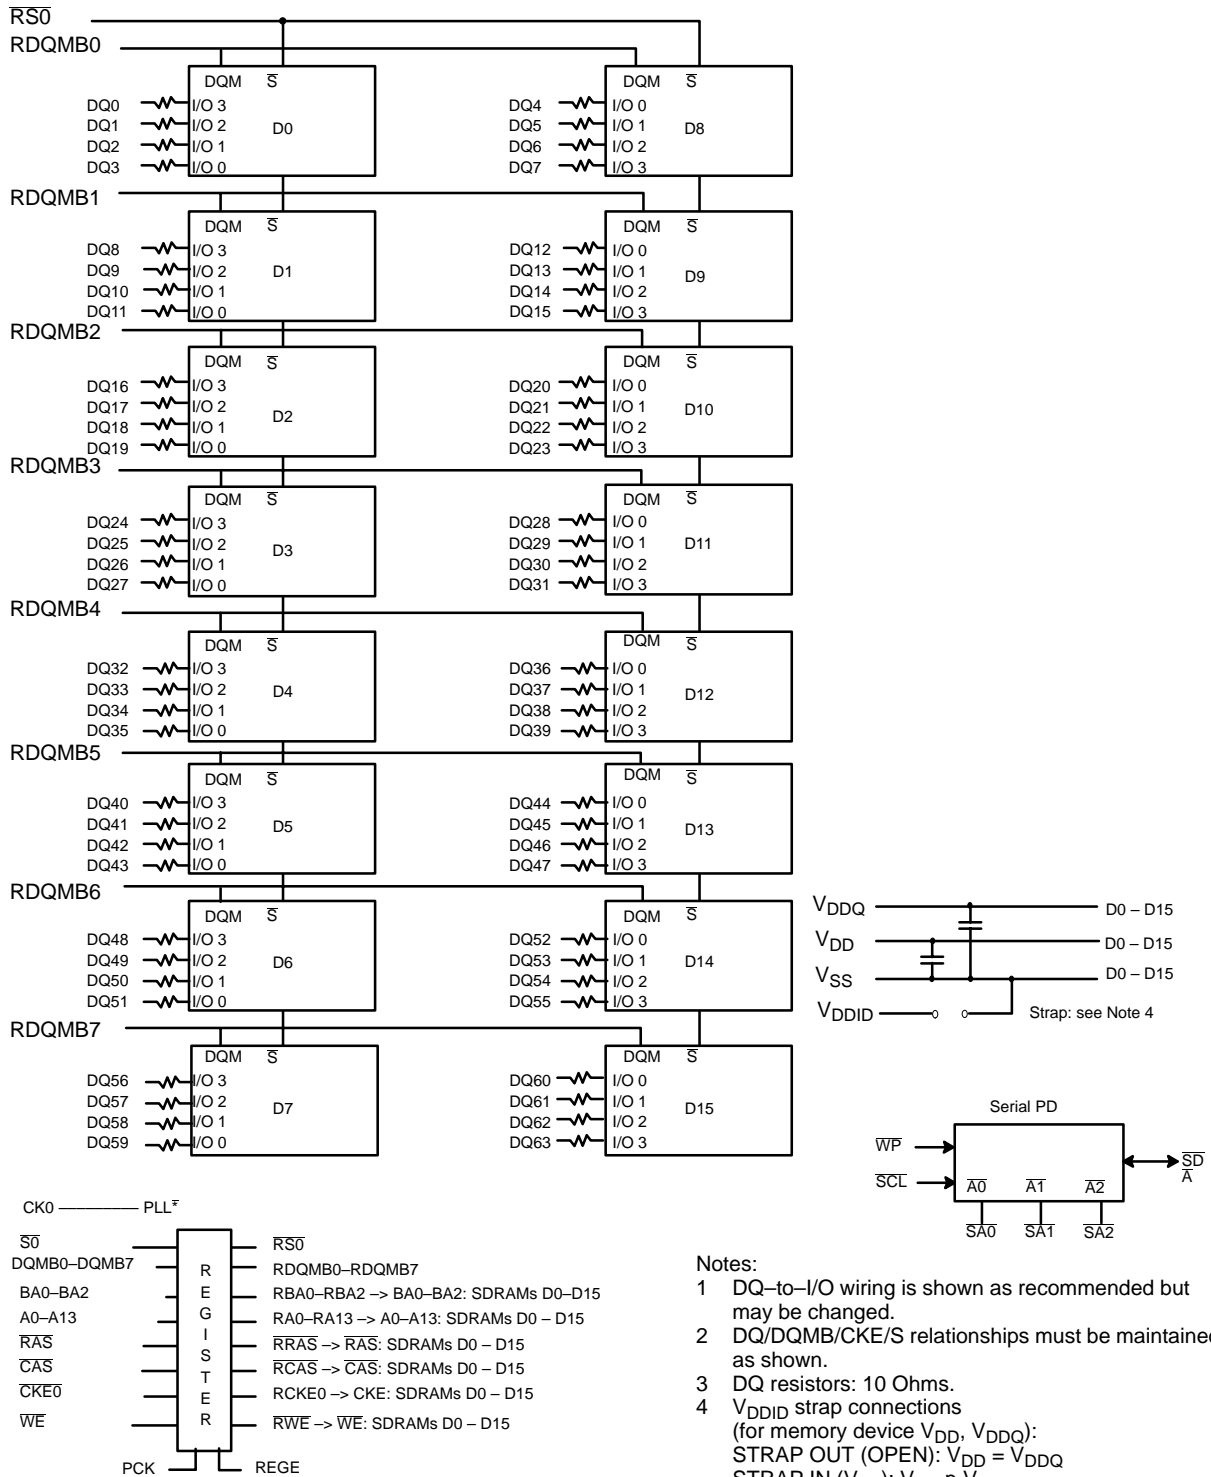 RS0
RDQMB0
DQM S DQM S
DQ0 I/O 3 DQ4 I/O 0
DQ1 I/O 2 D0 DQ5 I/O 1 D8
DQ2 I/O 1 DQ6 I/O 2
DQ3 I/O 0 DQ7 I/O 3
RDQMB1
DQM S DQM S
DQ8 I/O 3 DQ12 I/O 0
DQ9 I/O 2 D1 DQ13 I/O 1 D9
DQ10 I/O 1 DQ14 I/O 2
DQ11 I/O 0 DQ15 I/O 3
RDQMB2
DQM S DQM S
DQ16 I/O 3 DQ20 I/O 0
DQ17 I/O 2 D2 DQ21 I/O 1 D10
DQ18 I/O 1 DQ22 I/O 2
DQ19 I/O 0 DQ23 I/O 3
RDQMB3
DQM S DQM S
DQ24 I/O 3 DQ28 I/O 0
DQ25 I/O 2 D3 DQ29 I/O 1 D11
DQ26 I/O 1 DQ30 I/O 2
DQ27 I/O 0 DQ31 I/O 3
RDQMB4
DQM S DQM S
DQ32 I/O 3 DQ36 I/O 0
DQ33 I/O 2 D4 DQ37 I/O 1 D12
DQ34 I/O 1 DQ38 I/O 2
DQ35 I/O 0 DQ39 I/O 3
RDQMB5
DQM S DQM S
DQ40 I/O 3 DQ44 I/O 0
DQ41 I/O 2 D5 DQ45 I/O 1 D13
DQ42 I/O 1 DQ46 I/O 2
DQ43 I/O 0 DQ47 I/O 3
RDQMB6
DQM S DQM S
DQ48 I/O 3 DQ52 I/O 0
DQ49 I/O 2 D6 DQ53 I/O 1 D14
DQ50 I/O 1 DQ54 I/O 2
DQ51 I/O 0 DQ55 I/O 3
RDQMB7
DQM S DQM S
DQ56 I/O 3 DQ60 I/O 0
DQ57 I/O 2 D7 DQ61 I/O 1 D15
DQ58 I/O 1 DQ62 I/O 2
DQ59 I/O 0 DQ63 I/O 3
VDDQ D0 – D15
VDD D0 – D15
VSS D0 – D15
VDDID Strap: see Note 4
Serial PD
WP
SCL A0 A1 A2 SD
A
SA0 SA1 SA2
CK0 PLL*
S0 RS0
DQMB0–DQMB7 RDQMB0–RDQMB7
BA0–BA2 RBA0–RBA2 –> BA0–BA2: SDRAMs D0–D15
A0–A13 RA0–RA13 –> A0–A13: SDRAMs D0 – D15
RAS RRAS –> RAS: SDRAMs D0 – D15
CAS RCAS –> CAS: SDRAMs D0 – D15
CKE0 RCKE0 –> CKE: SDRAMs D0 – D15
WE RWE –> WE: SDRAMs D0 – D15
REGISTER
PCK REGE
Notes:
1 DQ–to–I/O wiring is shown as recommended but
may be changed.
2 DQ/DQMB/CKE/S relationships must be maintained
as shown.
3 DQ resistors: 10 Ohms.
4 VDDID strap connections
(for memory device VDD, VDDQ):
STRAP OUT (OPEN): VDD = VDDQ